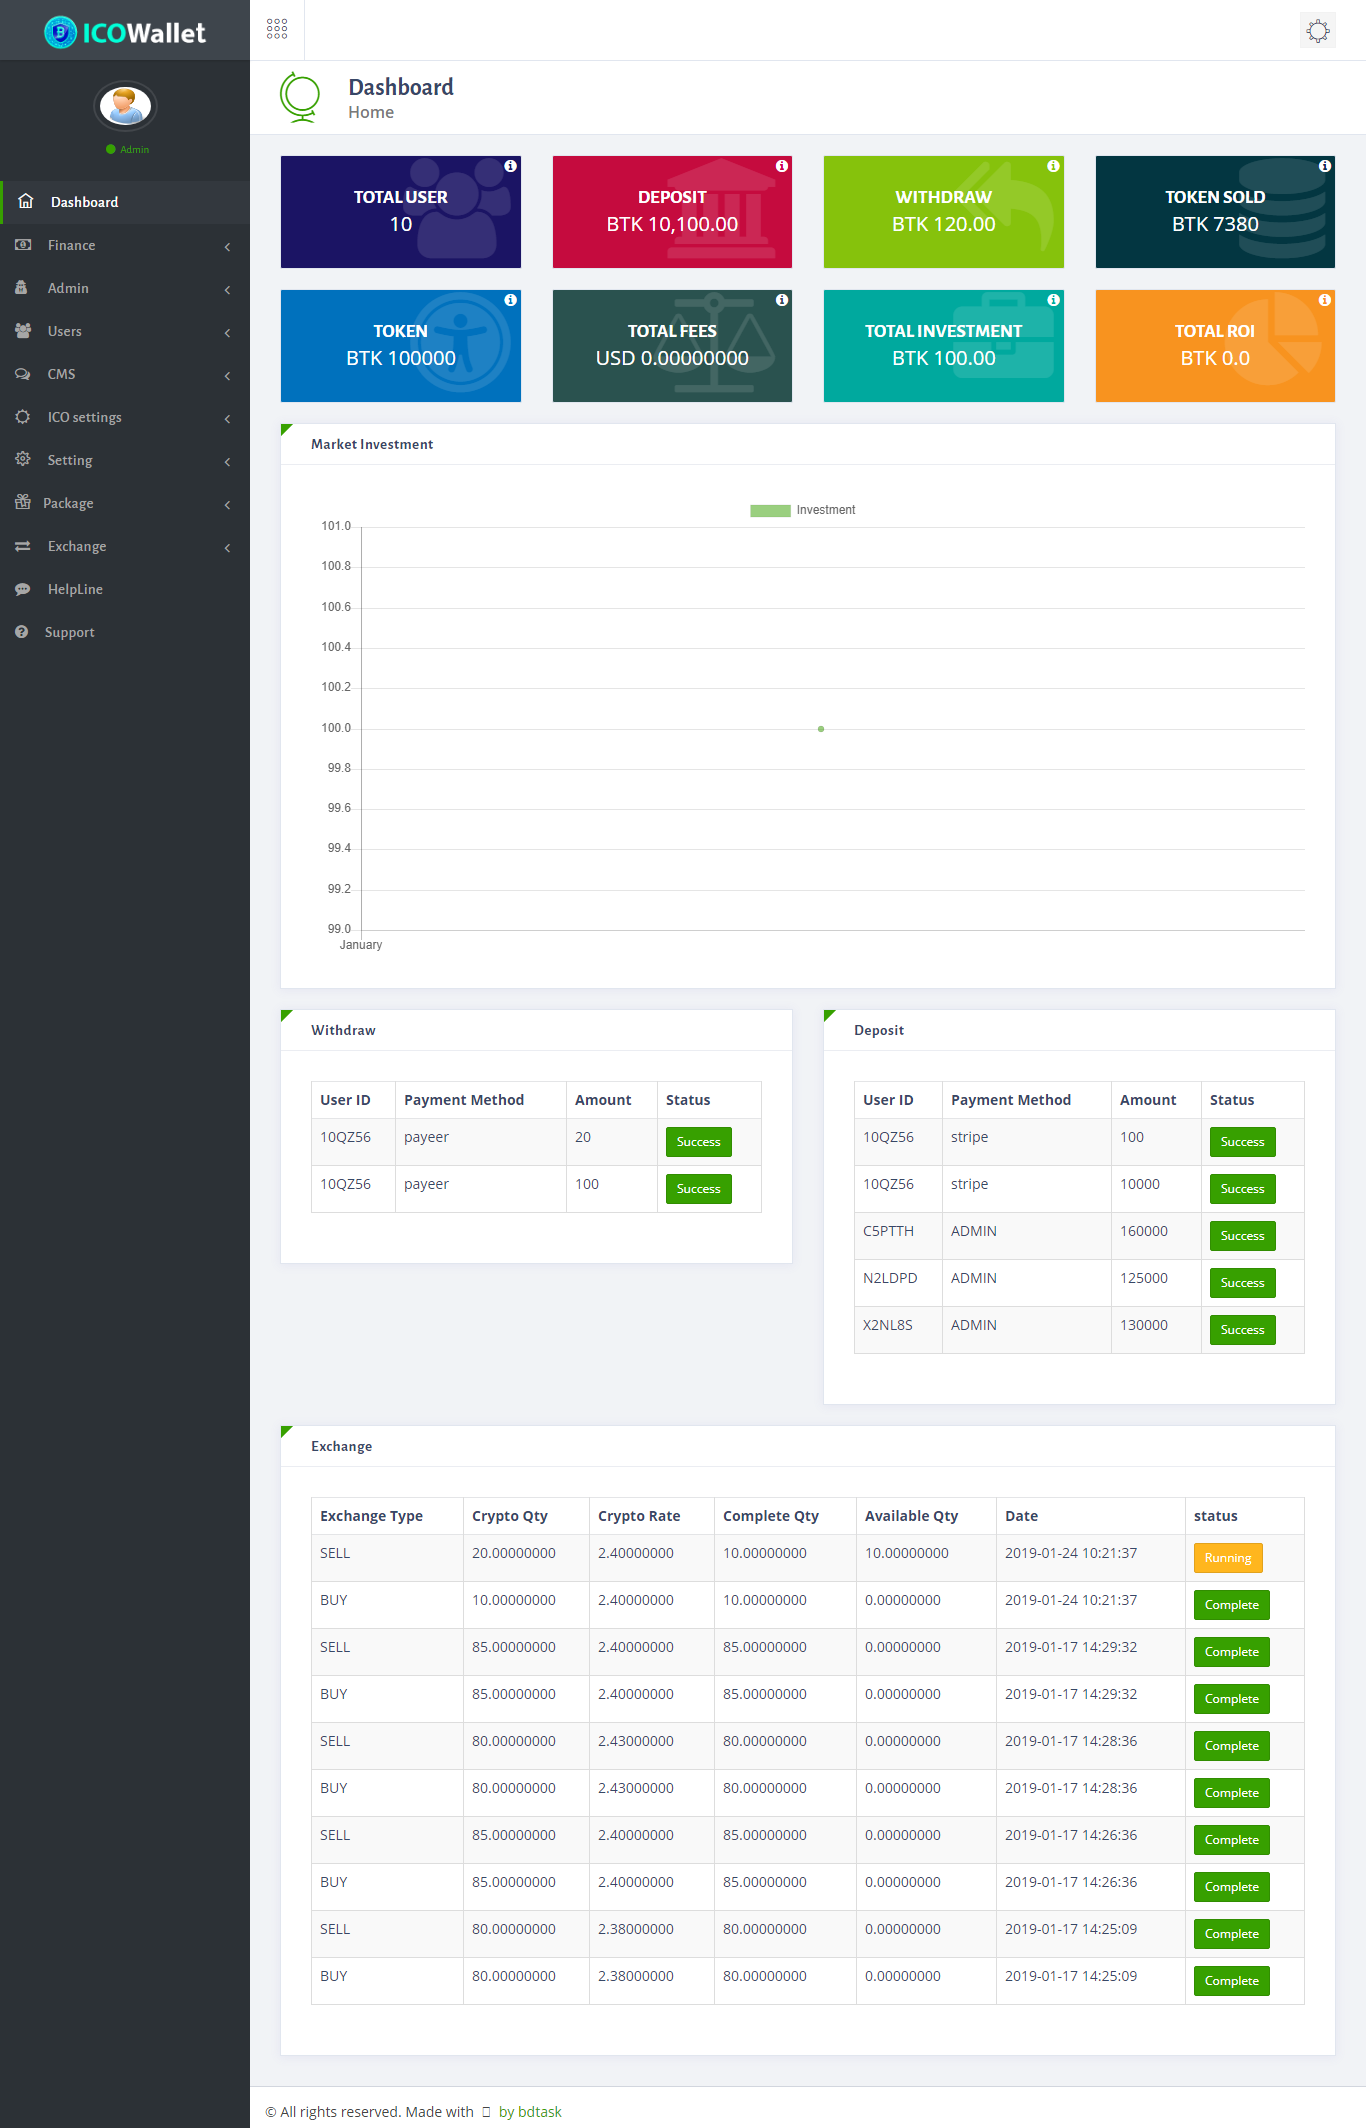 ICOWallet
Admin
Dashboard
Finance
Admin
Users
CMS
ICO settings
Setting
Package
Exchange
HelpLine
Support
Dashboard
Home
TOTAL USER
10
DEPOSIT
BTK 10,100.00
WITHDRAW
BTK 120.00
TOKEN SOLD
BTK 7380
TOKEN
BTK 100000
TOTAL FEES
USD 0.00000000
TOTAL INVESTMENT
BTK 100.00
TOTAL ROI
BTK 0.0
Market Investment
Investment
101.0
100.8
100.6
100.4
100.2
100.0
99.8
99.6
99.4
99.2
99.0
January
Withdraw
User ID Payment Method Amount Status
10QZ56 payeer 20 Success
10QZ56 payeer 100 Success
Deposit
User ID Payment Method Amount Status
10QZ56 stripe 100 Success
10QZ56 stripe 10000 Success
C5PTTH ADMIN 160000 Success
N2LDPD ADMIN 125000 Success
X2NL8S ADMIN 130000 Success
Exchange
Exchange Type Crypto Qty Crypto Rate Complete Qty Available Qty Date status
SELL 20.00000000 2.40000000 10.00000000 10.00000000 2019-01-24 10:21:37 Running
BUY 10.00000000 2.40000000 10.00000000 0.00000000 2019-01-24 10:21:37 Complete
SELL 85.00000000 2.40000000 85.00000000 0.00000000 2019-01-17 14:29:32 Complete
BUY 85.00000000 2.40000000 85.00000000 0.00000000 2019-01-17 14:29:32 Complete
SELL 80.00000000 2.43000000 80.00000000 0.00000000 2019-01-17 14:28:36 Complete
BUY 80.00000000 2.43000000 80.00000000 0.00000000 2019-01-17 14:28:36 Complete
SELL 85.00000000 2.40000000 85.00000000 0.00000000 2019-01-17 14:26:36 Complete
BUY 85.00000000 2.40000000 85.00000000 0.00000000 2019-01-17 14:26:36 Complete
SELL 80.00000000 2.38000000 80.00000000 0.00000000 2019-01-17 14:25:09 Complete
BUY 80.00000000 2.38000000 80.00000000 0.00000000 2019-01-17 14:25:09 Complete
© All rights reserved. Made with by bdtask